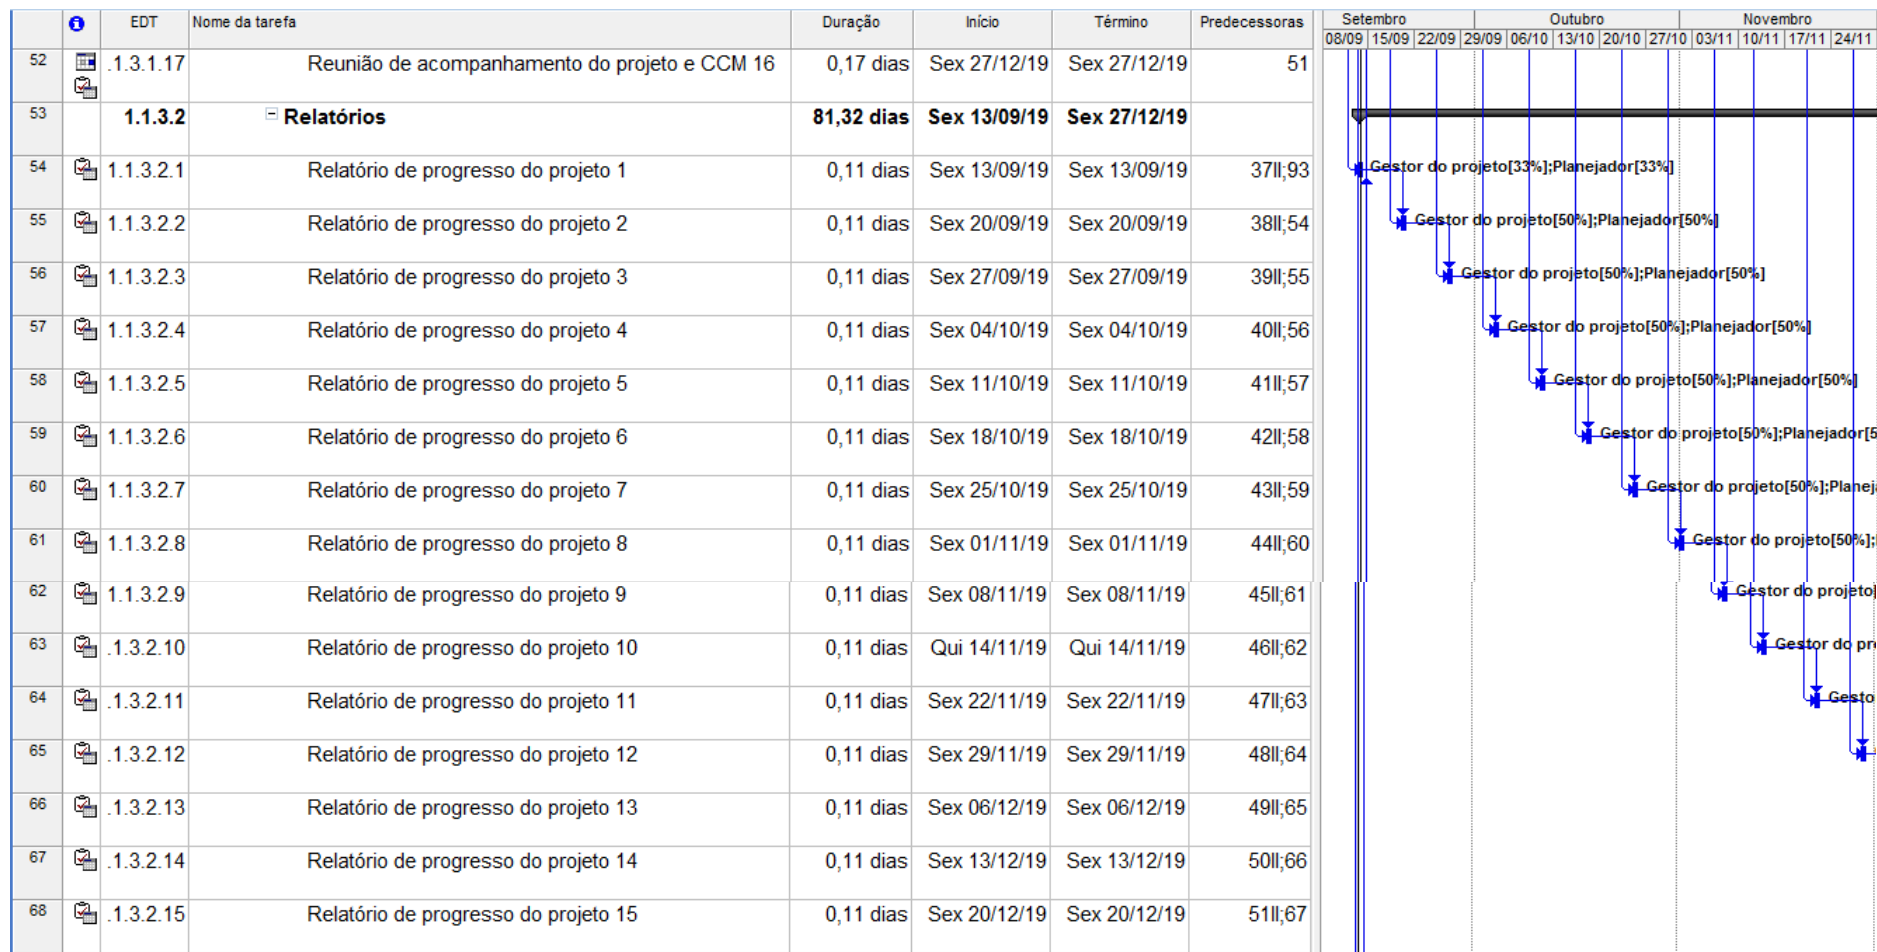 EDT Nome da tarefa Duração Início Término Predecessoras Setembro Outubro Novembro
08/09 15/09 22/09 29/09 06/10 13/10 20/10 27/10 03/11 10/11 17/11 24/11
52 .1.3.1.17 Reunião de acompanhamento do projeto e CCM 16 0,17 dias Sex 27/12/19 Sex 27/12/19 51
53 1.1.3.2 Relatórios 81,32 dias Sex 13/09/19 Sex 27/12/19
54 1.1.3.2.1 Relatório de progresso do projeto 1 0,11 dias Sex 13/09/19 Sex 13/09/19 37II;93 Gestor do projeto[33%];Planejador[33%]
55 1.1.3.2.2 Relatório de progresso do projeto 2 0,11 dias Sex 20/09/19 Sex 20/09/19 38II;54 Gestor do projeto[50%];Planejador[50%]
56 1.1.3.2.3 Relatório de progresso do projeto 3 0,11 dias Sex 27/09/19 Sex 27/09/19 39II;55 Gestor do projeto[50%];Planejador[50%]
57 1.1.3.2.4 Relatório de progresso do projeto 4 0,11 dias Sex 04/10/19 Sex 04/10/19 40II;56 Gestor do projeto[50%];Planejador[50%]
58 1.1.3.2.5 Relatório de progresso do projeto 5 0,11 dias Sex 11/10/19 Sex 11/10/19 41II;57 Gestor do projeto[50%];Planejador[50%]
59 1.1.3.2.6 Relatório de progresso do projeto 6 0,11 dias Sex 18/10/19 Sex 18/10/19 42II;58 Gestor do projeto[50%];Planejador[5
60 1.1.3.2.7 Relatório de progresso do projeto 7 0,11 dias Sex 25/10/19 Sex 25/10/19 43II;59 Gestor do projeto[50%];Planej
61 1.1.3.2.8 Relatório de progresso do projeto 8 0,11 dias Sex 01/11/19 Sex 01/11/19 44II;60 Gestor do projeto[50%];
62 1.1.3.2.9 Relatório de progresso do projeto 9 0,11 dias Sex 08/11/19 Sex 08/11/19 45II;61 Gestor do projeto
63 .1.3.2.10 Relatório de progresso do projeto 10 0,11 dias Qui 14/11/19 Qui 14/11/19 46II;62 Gestor do pr
64 .1.3.2.11 Relatório de progresso do projeto 11 0,11 dias Sex 22/11/19 Sex 22/11/19 47II;63 Gesto
65 .1.3.2.12 Relatório de progresso do projeto 12 0,11 dias Sex 29/11/19 Sex 29/11/19 48II;64
66 .1.3.2.13 Relatório de progresso do projeto 13 0,11 dias Sex 06/12/19 Sex 06/12/19 49II;65
67 .1.3.2.14 Relatório de progresso do projeto 14 0,11 dias Sex 13/12/19 Sex 13/12/19 50II;66
68 .1.3.2.15 Relatório de progresso do projeto 15 0,11 dias Sex 20/12/19 Sex 20/12/19 51II;67